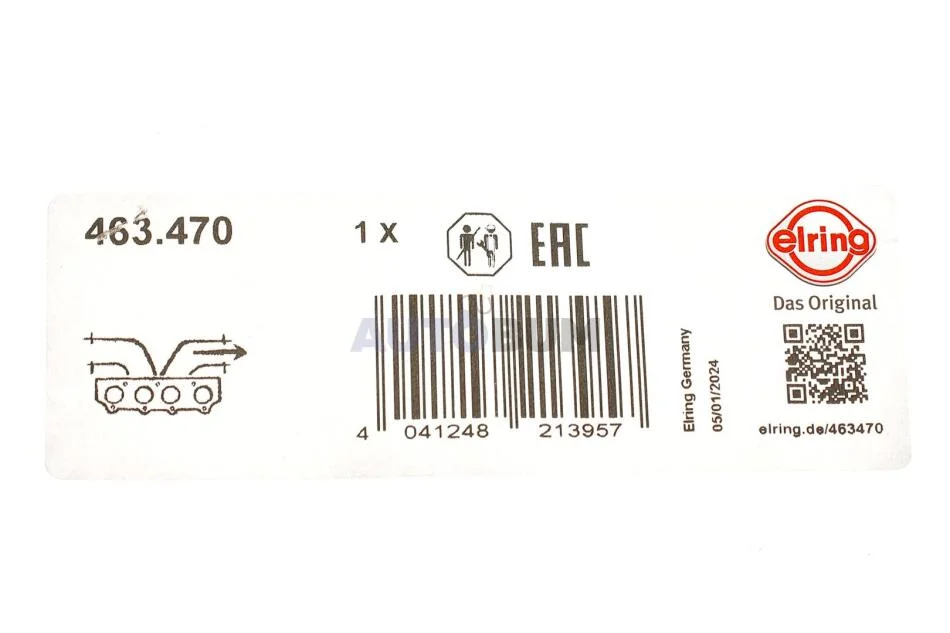 463.470
1 X
EAC
elring
Das Original
AUTOBUM
4 041248 213957
Elring Germany
05/01/2024
elring.de/463470